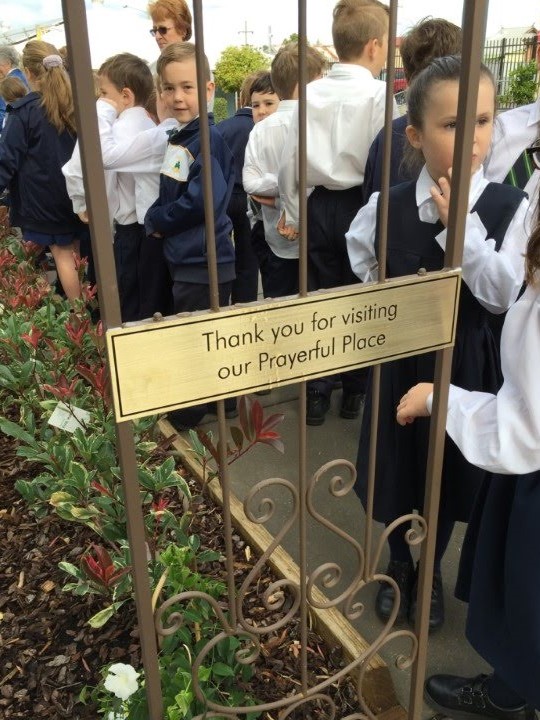 Thank you for visiting
our Prayerful Place